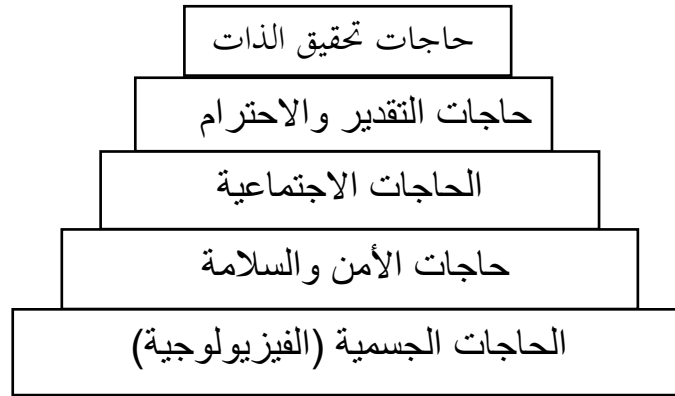 حاجات تحقيق الذات
حاجات التقدير والاحترام
الحاجات الاجتماعية
حاجات الأمن والسلامة
الحاجات الجسمية (الفيزيولوجية)